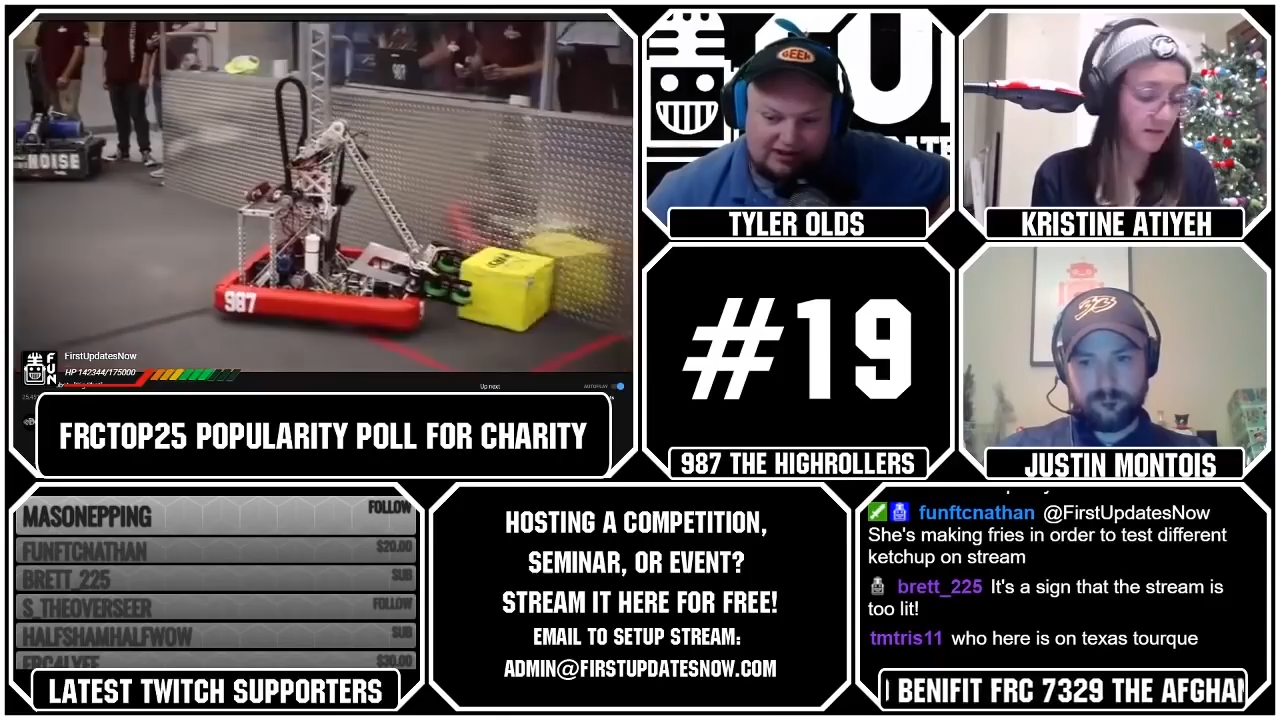 NOISE
987
987
FirstUpdatesNow
HP 142344/175000
FUN
Up next
AUTOPLAY
FRCTOP25 POPULARITY POLL FOR CHARITY
GEEK
TYLER OLDS
KRISTINE ATIYEH
#19
987 THE HIGHROLLERS
JUSTIN MONTOIS
MASONEPPING FOLLOW
FUNFTCNATHAN $20.00
BRETT_225 SUB
S_THEOVERSEER FOLLOW
HALFSHAMHALFWOW SUB
FRC4LYFE $30.00
LATEST TWITCH SUPPORTERS
HOSTING A COMPETITION,
SEMINAR, OR EVENT?
STREAM IT HERE FOR FREE!
EMAIL TO SETUP STREAM:
ADMIN@FIRSTUPDATESNOW.COM
funftcnathan @FirstUpdatesNow
She's making fries in order to test different
ketchup on stream
brett_225 It's a sign that the stream is
too lit!
tmtris11 who here is on texas tourque
BENIFIT FRC 7329 THE AFGHAN